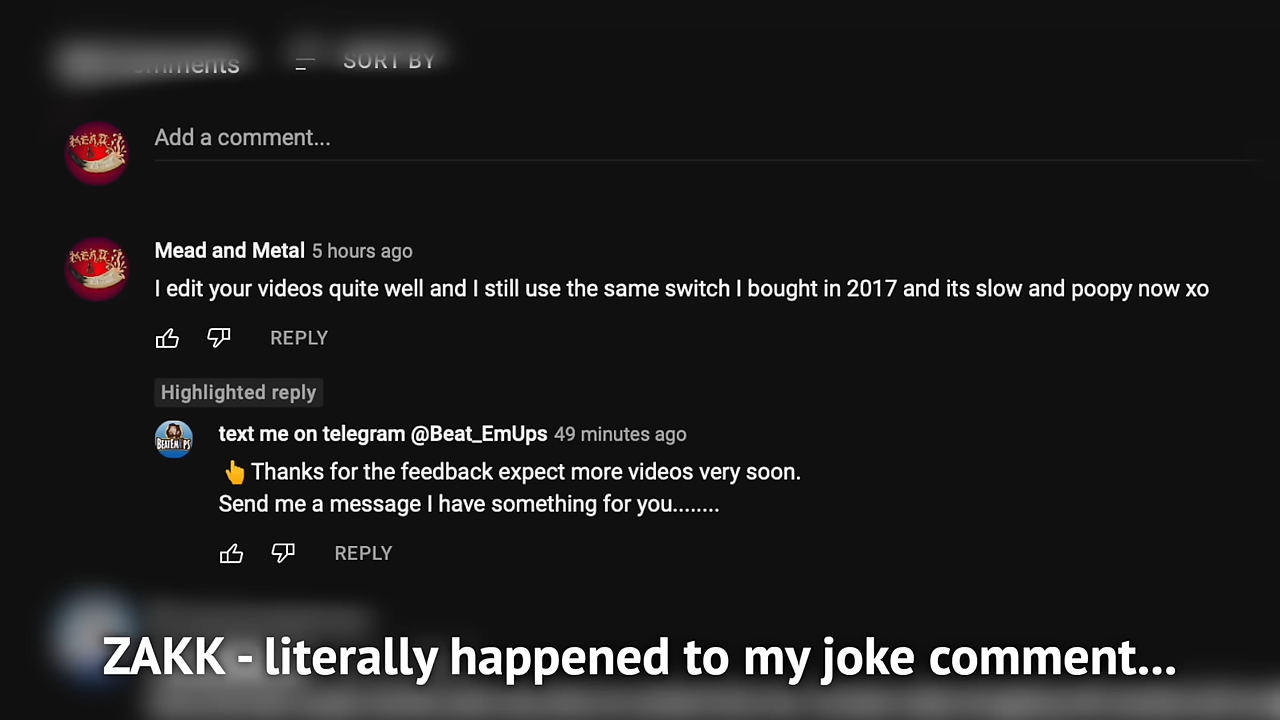 SORT BY
Add a comment...
Mead and Metal 5 hours ago
I edit your videos quite well and I still use the same switch I bought in 2017 and its slow and poopy now xo
REPLY
Highlighted reply
text me on telegram @Beat_EmUps 49 minutes ago
👆Thanks for the feedback expect more videos very soon.
Send me a message I have something for you........
REPLY
ZAKK - literally happened to my joke comment...